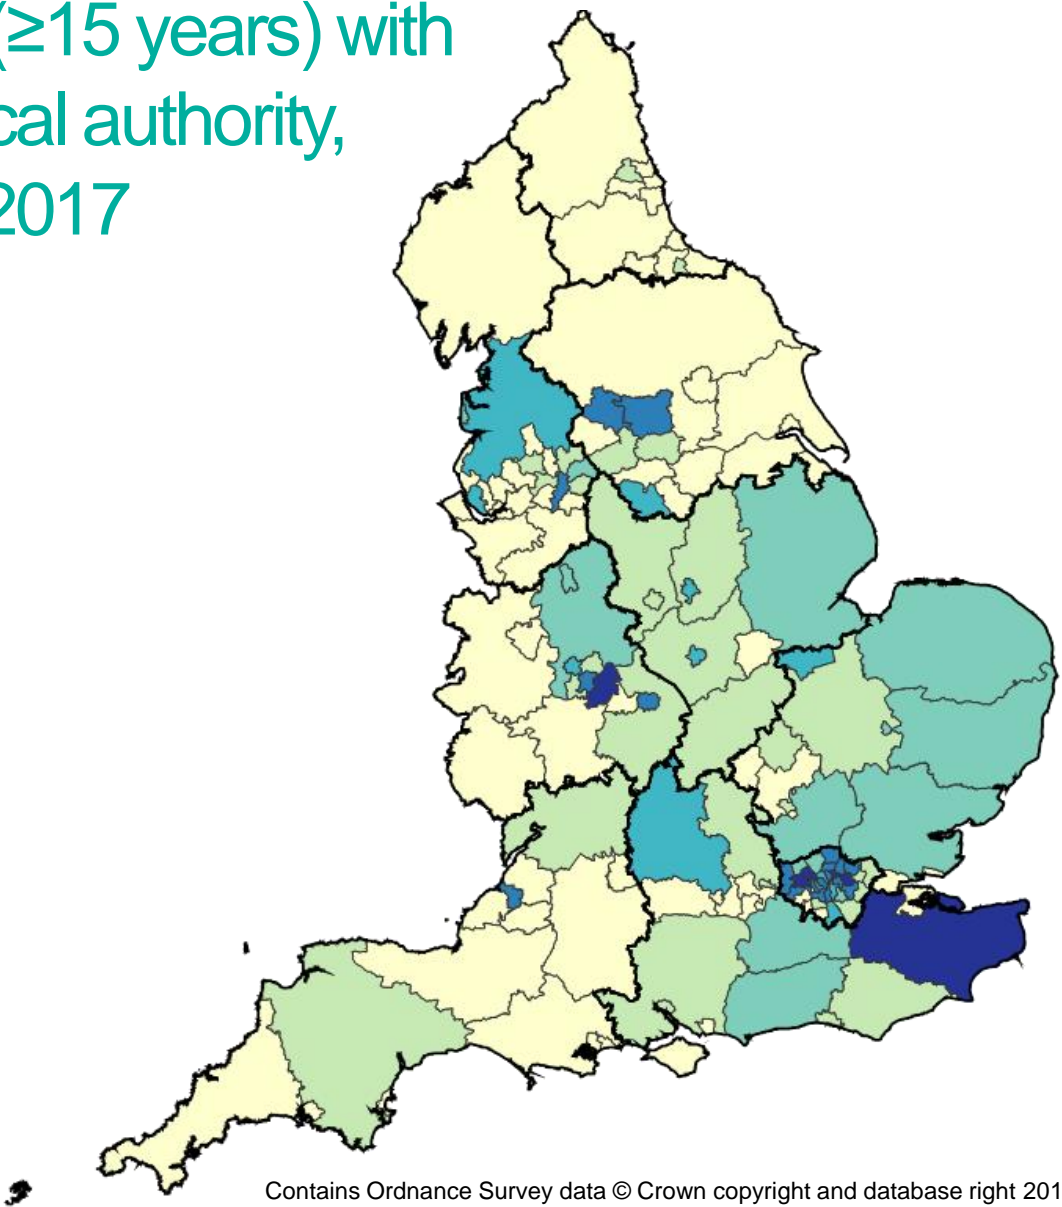 (≥15 years) with
cal authority,
2017
Contains Ordnance Survey data © Crown copyright and database right 201